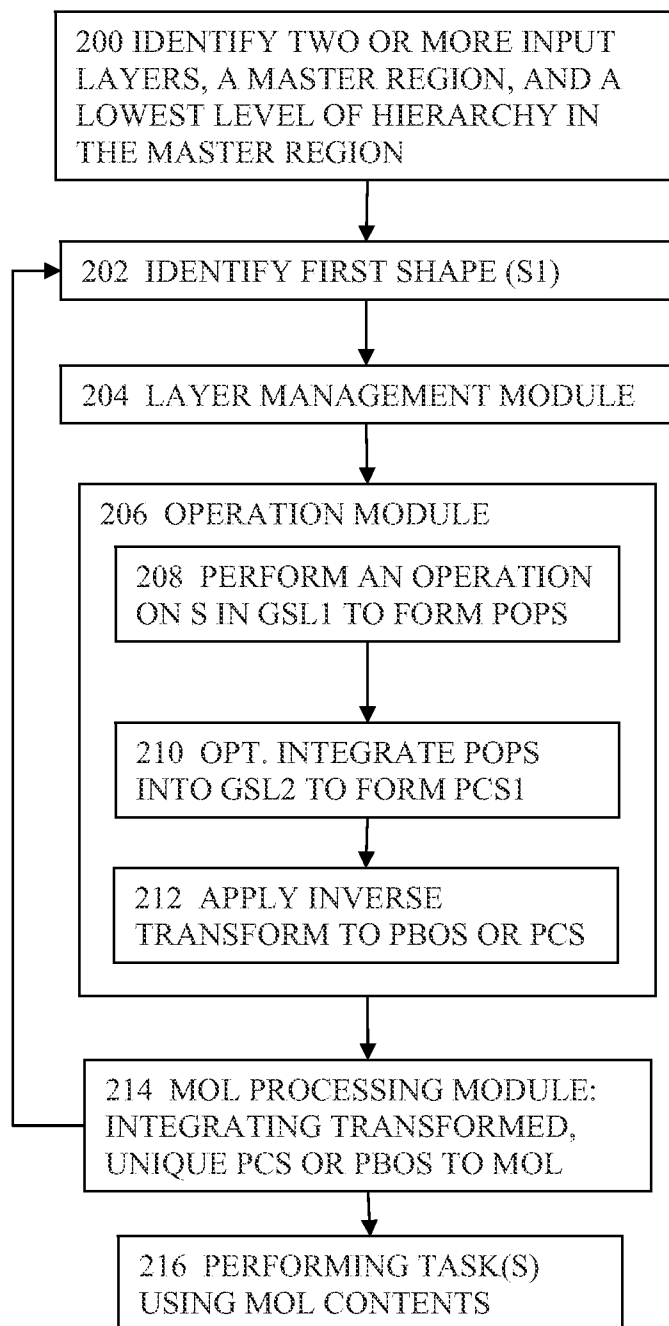 200 IDENTIFY TWO OR MORE INPUT
LAYERS, A MASTER REGION, AND A
LOWEST LEVEL OF HIERARCHY IN
THE MASTER REGION
202 IDENTIFY FIRST SHAPE (S1)
204 LAYER MANAGEMENT MODULE
206 OPERATION MODULE
208 PERFORM AN OPERATION
ON S IN GSL1 TO FORM POPS
210 OPT. INTEGRATE POPS
INTO GSL2 TO FORM PCS1
212 APPLY INVERSE
TRANSFORM TO PBOS OR PCS
214 MOL PROCESSING MODULE:
INTEGRATING TRANSFORMED,
UNIQUE PCS OR PBOS TO MOL
216 PERFORMING TASK(S)
USING MOL CONTENTS